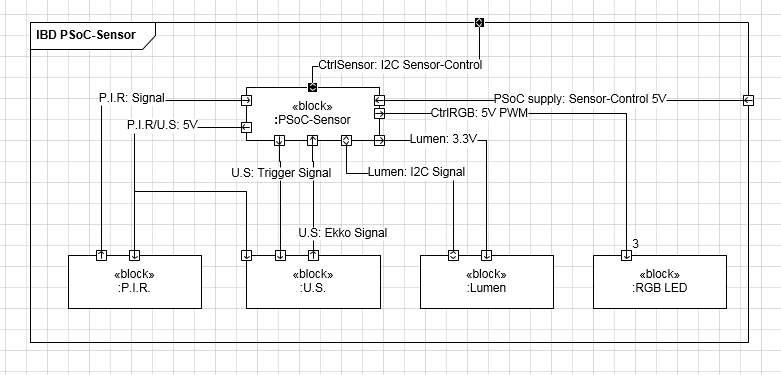 IBD PSoC-Sensor
CtrlSensor: I2C Sensor-Control
P.I.R: Signal
PSoC supply: Sensor-Control 5V
«block»
:PSoC-Sensor
CtrlRGB: 5V PWM
P.I.R/U.S: 5V
Lumen: 3.3V
U.S: Trigger Signal
Lumen: I2C Signal
U.S: Ekko Signal
3
«block»
:P.I.R.
«block»
:U.S.
«block»
:Lumen
«block»
:RGB LED